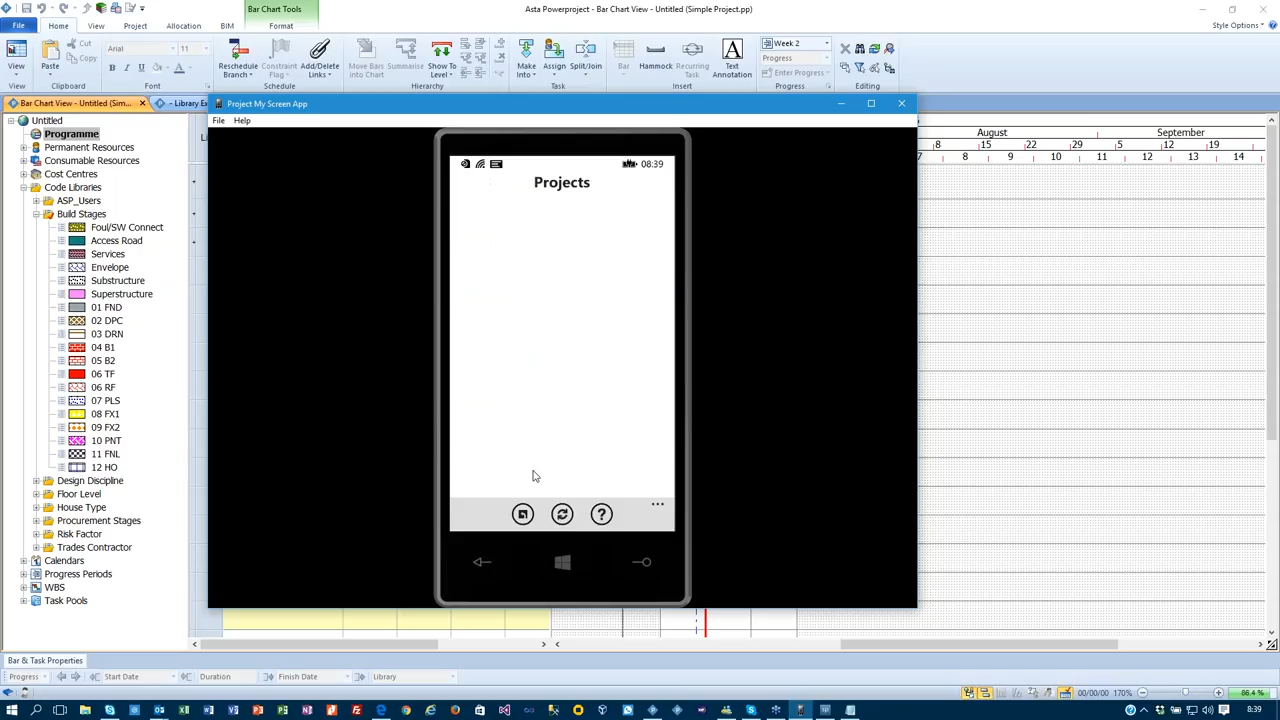 Bar Chart Tools
Asta Powerproject - Bar Chart View - Untitled (Simple Project.pp)
File
Home
View
Project
Allocation
BIM
Format
Style Options
View
Paste
Cut
Copy
Arial
11
Reschedule
Branch
Constraint
Flag
Add/Delete
Links
Move Bars
into Chart
Summarise
Show To
Level
Make
Into
Assign
Split/Join
Bar
Hammock
Recurring
Task
Text
Annotation
Week 2
Progress
Enter Progress
View
Clipboard
Font
Schedule
Hierarchy
Task
Insert
Progress
Editing
Bar Chart View - Untitled (Sim...
- Library Ex
Project My Screen App
File
Help
Untitled
Programme
Permanent Resources
Consumable Resources
Cost Centres
Code Libraries
ASP_Users
Build Stages
Foul/SW Connect
Access Road
Services
Envelope
Substructure
Superstructure
01 FND
02 DPC
03 DRN
04 B1
05 B2
06 TF
06 RF
07 PLS
08 FX1
09 FX2
10 PNT
11 FNL
12 HO
Design Discipline
Floor Level
House Type
Procurement Stages
Risk Factor
Trades Contractor
Calendars
Progress Periods
WBS
Task Pools
08:39
Projects
August
September
8
15
22
29
5
12
19
7
8
9
10
11
12
13
14
Bar & Task Properties
Progress
Start Date
Duration
Finish Date
Library
00/00/00
170%
86.4 %
8:39